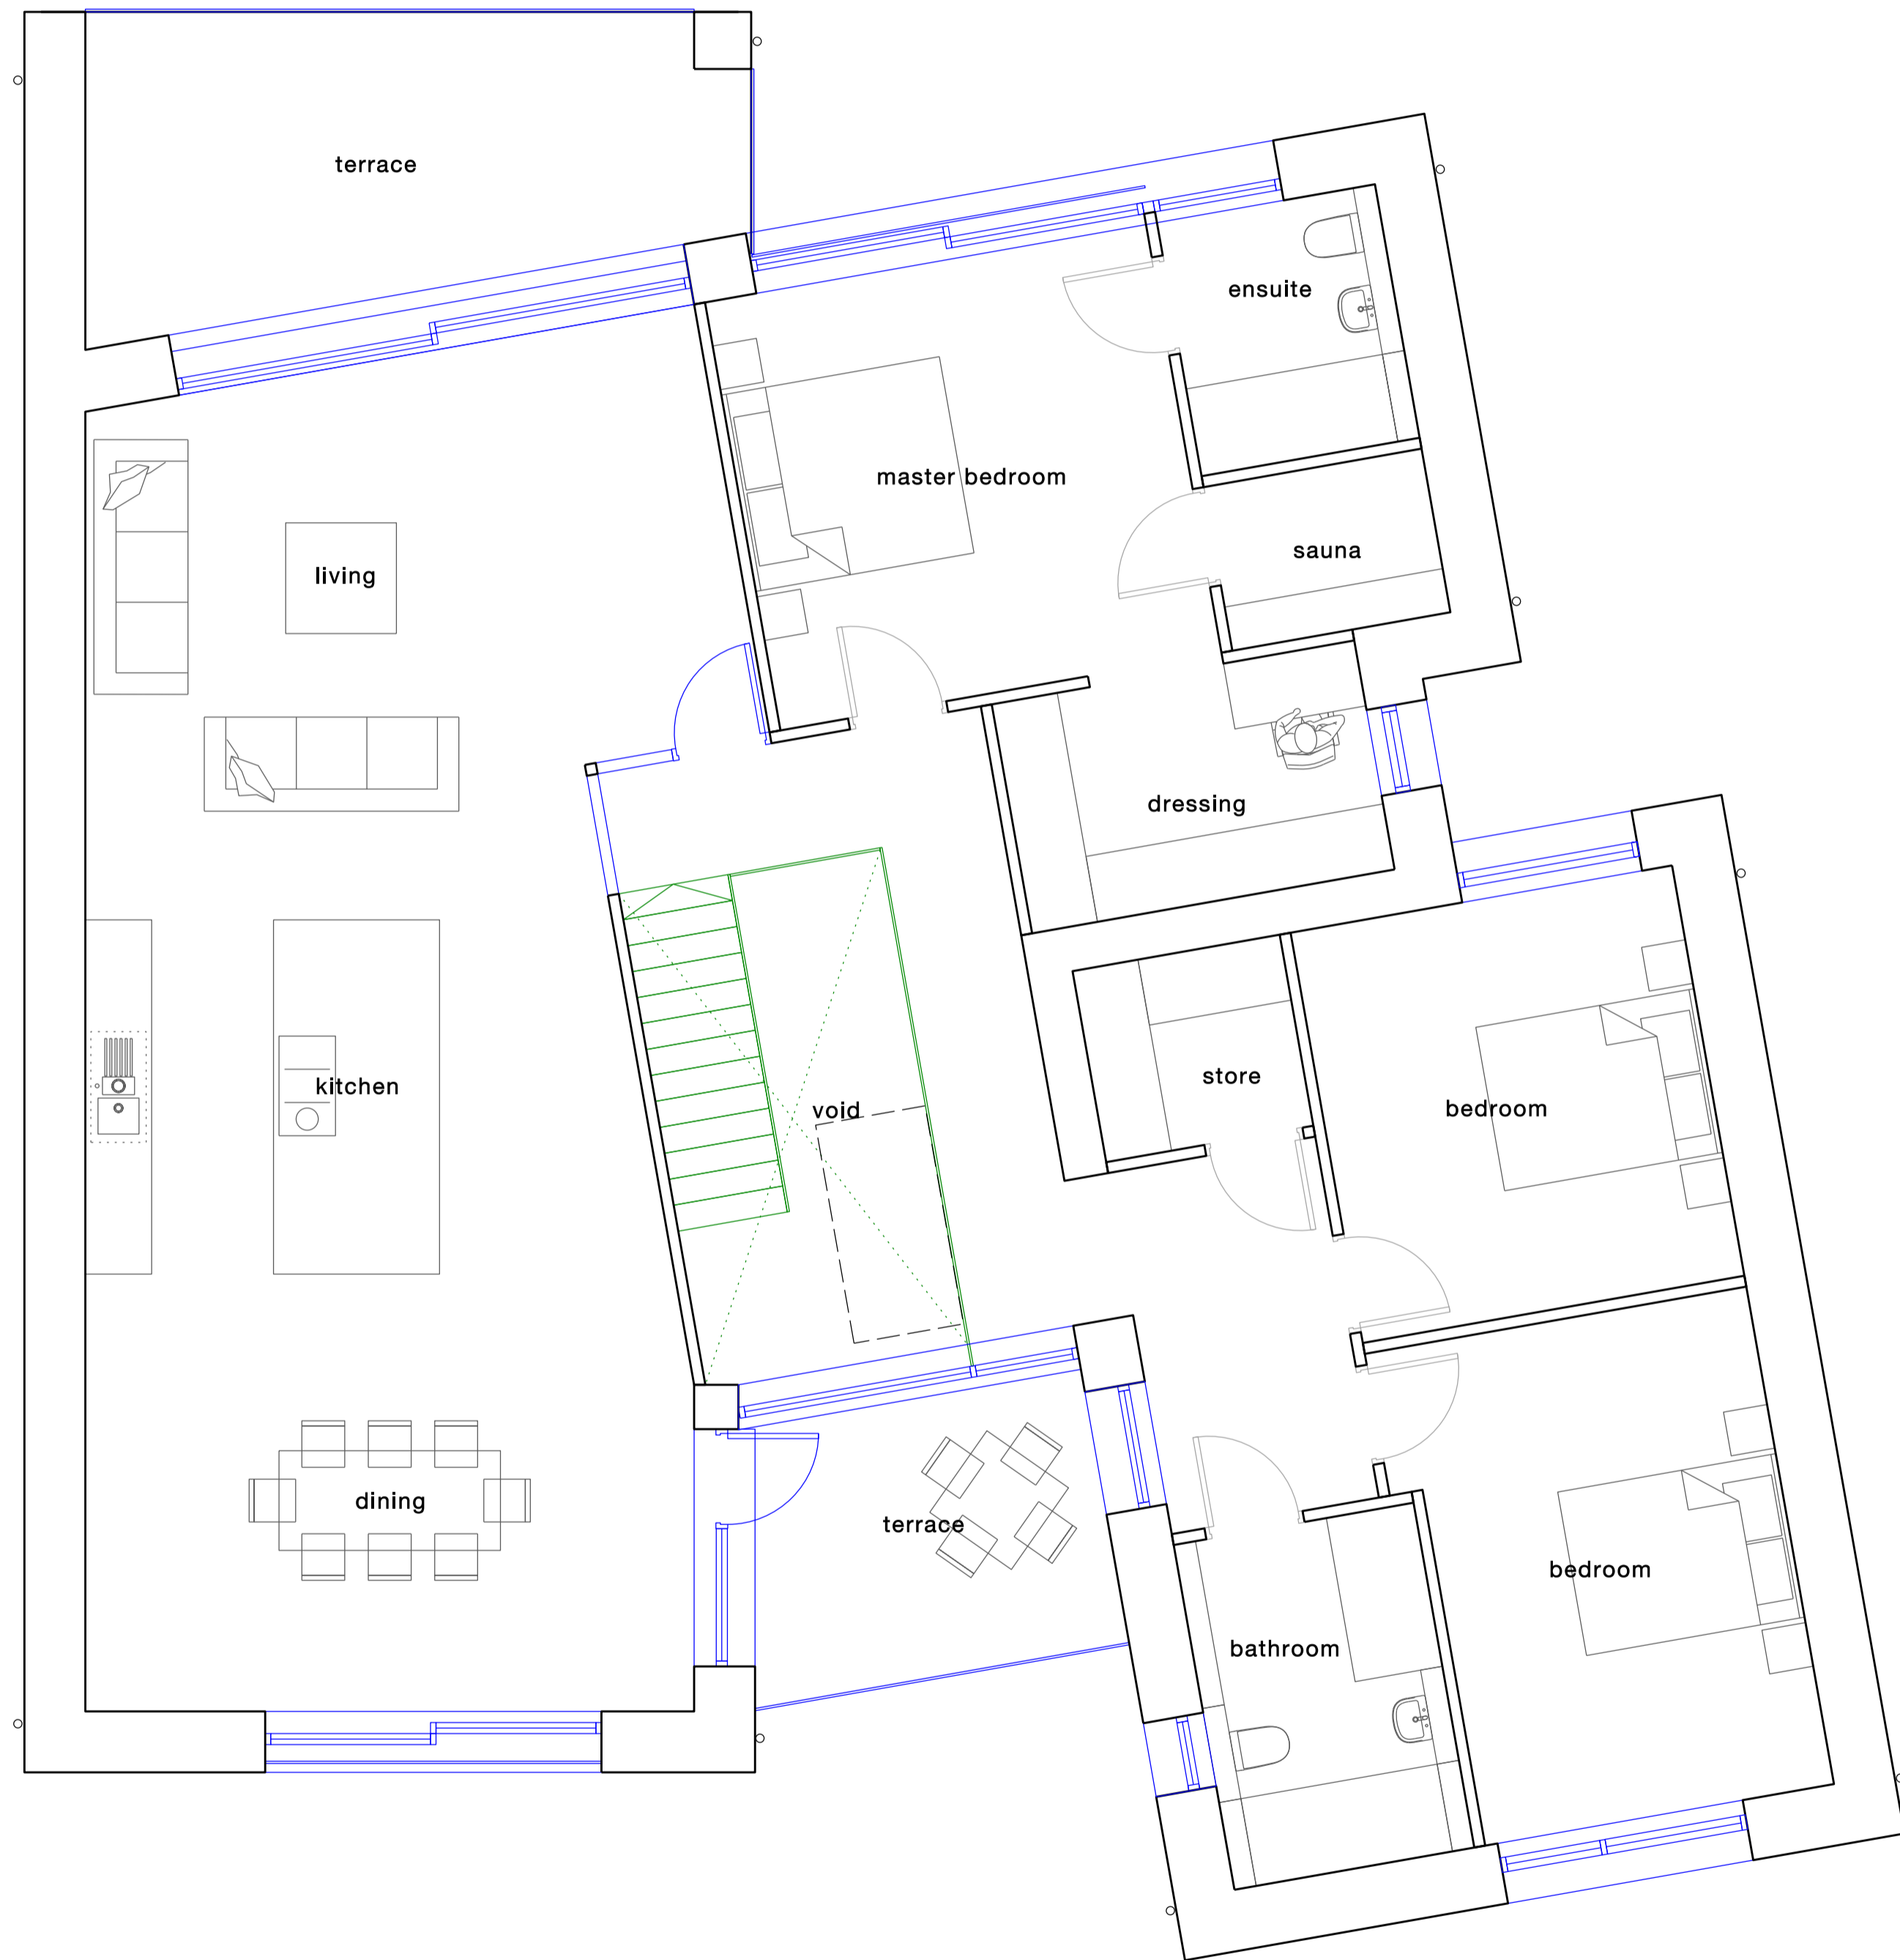 terrace
ensuite
master bedroom
sauna
living
dressing
store
kitchen
void
bedroom
dining
terrace
bedroom
bathroom